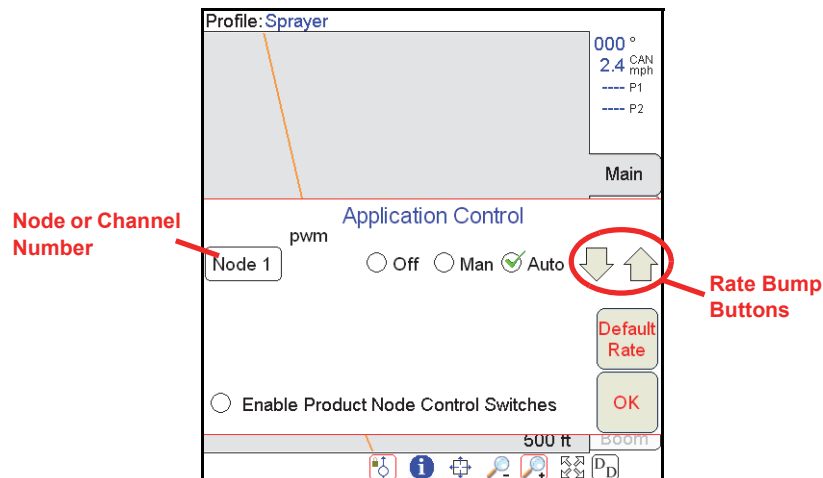 Profile: Sprayer
000 °
2.4 CAN mph
---- P1
---- P2
Main
Application Control
Node or Channel Number
pwm
Node 1
Off Man Auto
Rate Bump Buttons
Default Rate
Enable Product Node Control Switches
OK
500 ft
Boom
i
DD